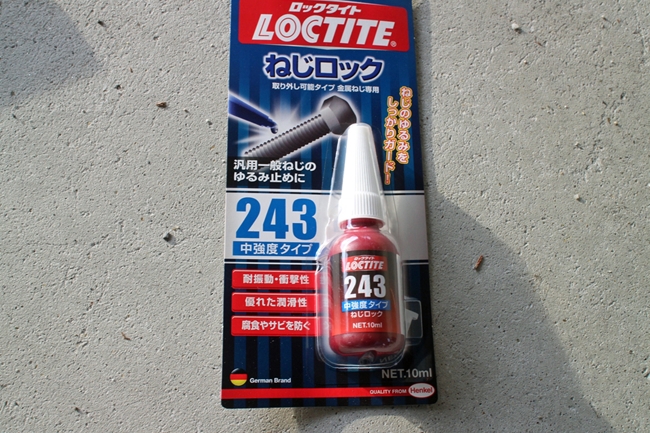 ロックタイト
LOCTITE®
ねじロック
取り外し可能タイプ 金属ねじ専用
ねじのゆるみを
しっかりガード!
汎用一般ねじの
ゆるみ止めに
243
中強度タイプ
耐振動・衝撃性
優れた潤滑性
腐食やサビを防ぐ
ロックタイト
LOCTITE
243
中強度タイプ
ねじロック
NET.10ml
NET.10ml
German Brand
QUALITY FROM Henkel